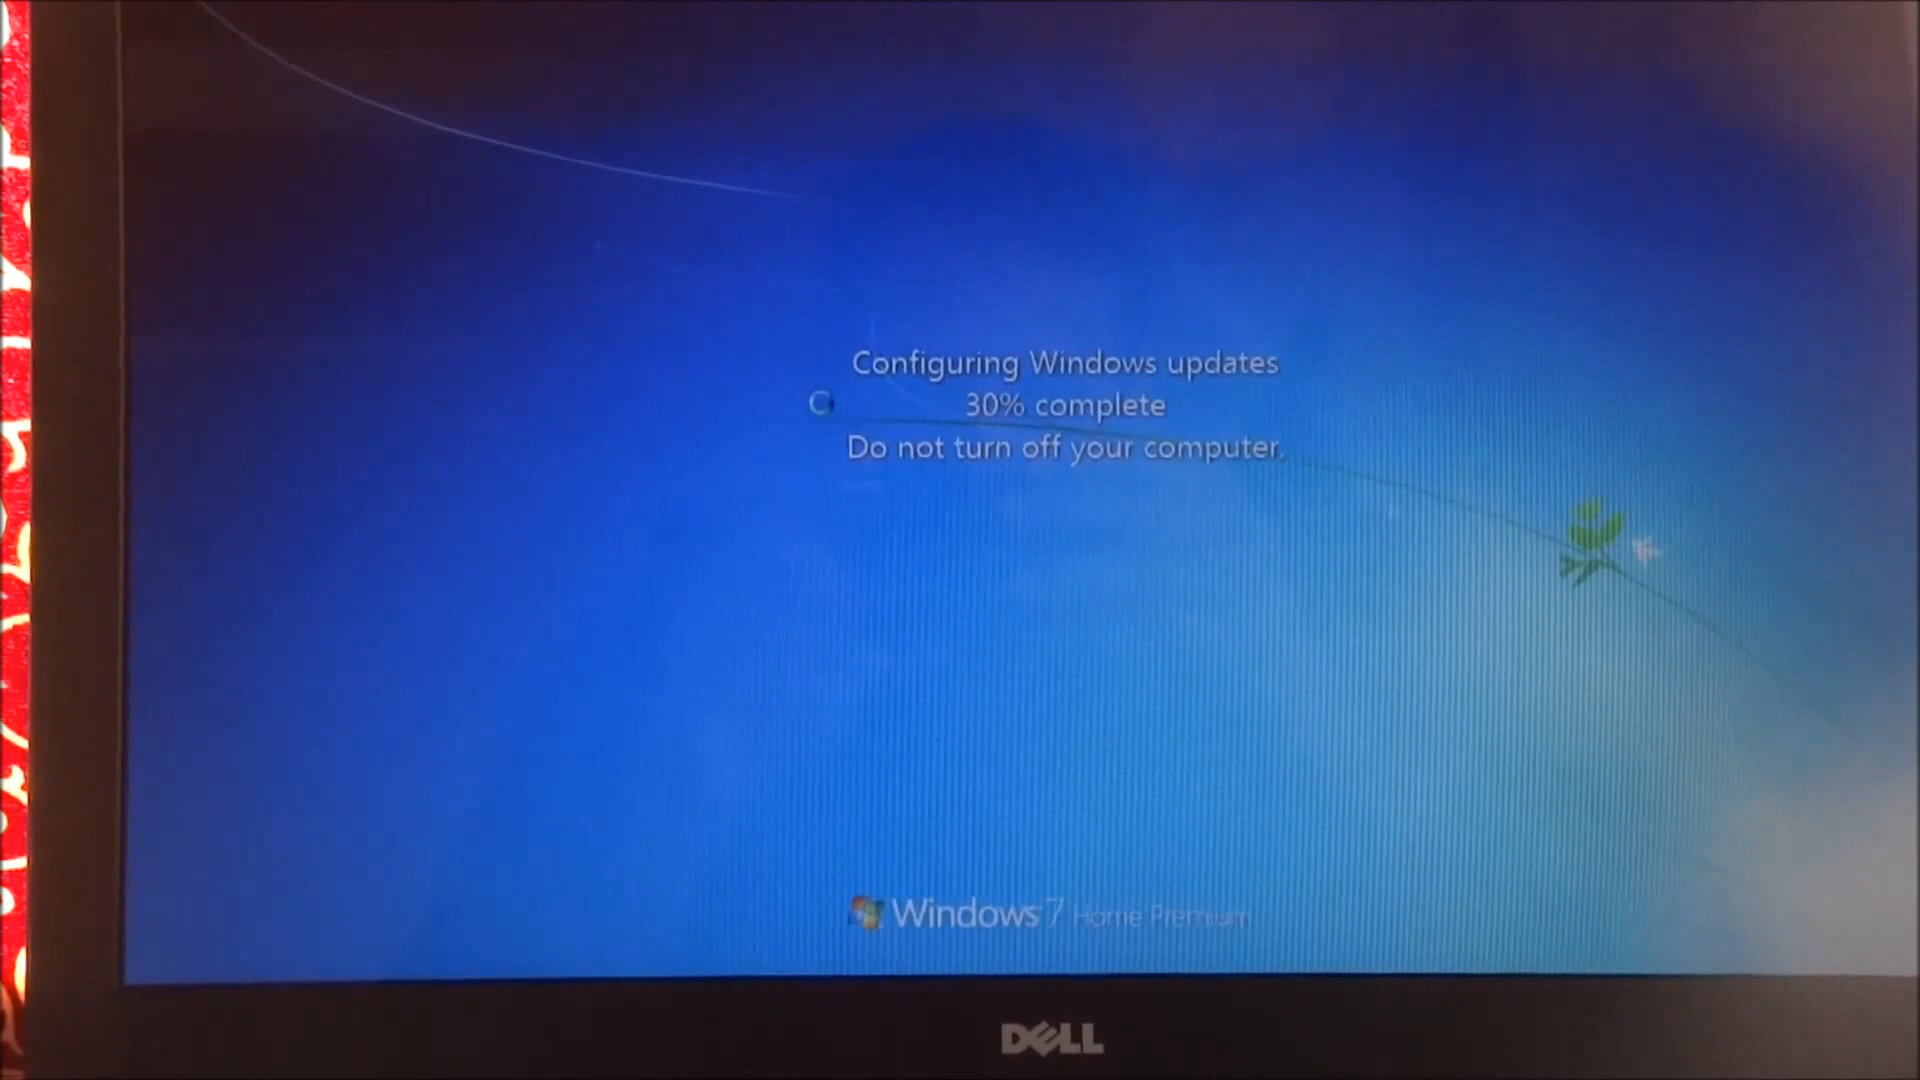 Configuring Windows updates
30% complete
Do not turn off your computer.
Windows 7 Home Premium
DELL